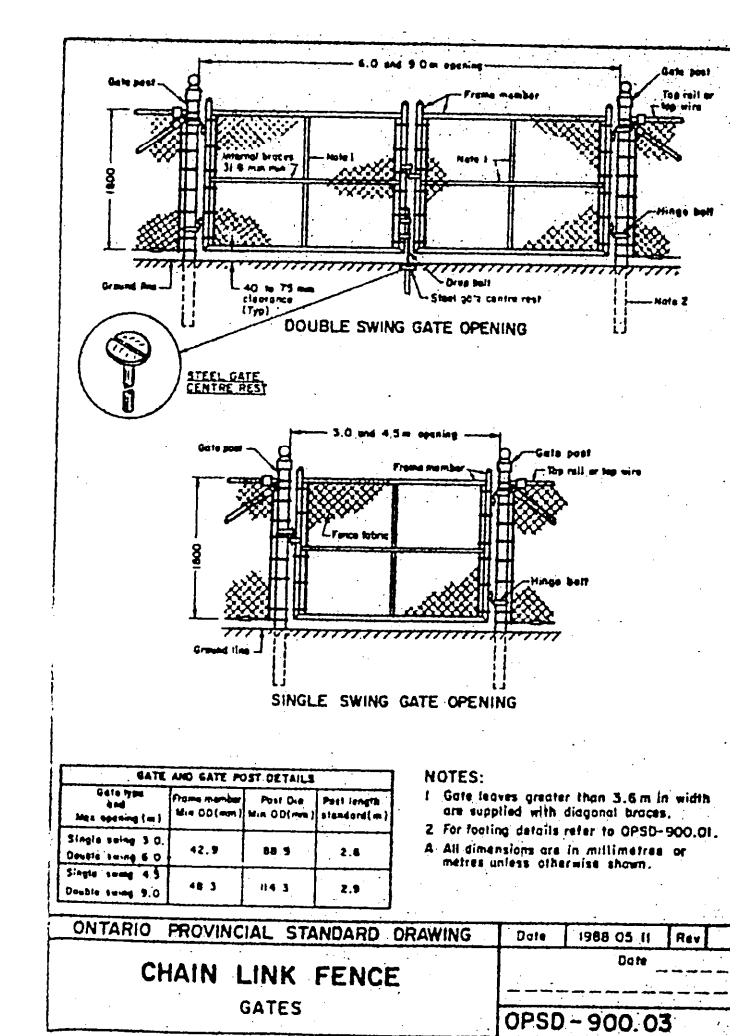 6.0 and 9.0m opening
Gate post
Gate post
Frame member
Top rail or
top wire
Internal braces
31.8 mm min
Note 1
Note 1
1800
Hinge bolt
Ground line
40 to 75 mm
clearance
(Typ)
Drop bolt
Steel gate centre rest
Note 2
DOUBLE SWING GATE OPENING
STEEL GATE
CENTRE REST
3.0 and 4.5m opening
Gate post
Gate post
Frame member
Top rail or top wire
Fence fabric
1800
Hinge bolt
Ground line
SINGLE SWING GATE OPENING
GATE AND GATE POST DETAILS
Gate type and Max opening (m) Frame member Min OD(mm) Post Dia Min OD(mm) Post length standard(m)
Single swing 3.0.
Double swing 6.0 42.9 88.9 2.6
Single swing 4.5
Double swing 9.0 48.3 114.3 2.9
NOTES:
1 Gate leaves greater than 3.6 m in width
are supplied with diagonal braces.
2 For footing details refer to OPSD-900.01.
A All dimensions are in millimetres or
metres unless otherwise shown.
ONTARIO PROVINCIAL STANDARD DRAWING
Date 1988 05 11 Rev
CHAIN LINK FENCE
GATES
Date
OPSD-900.03